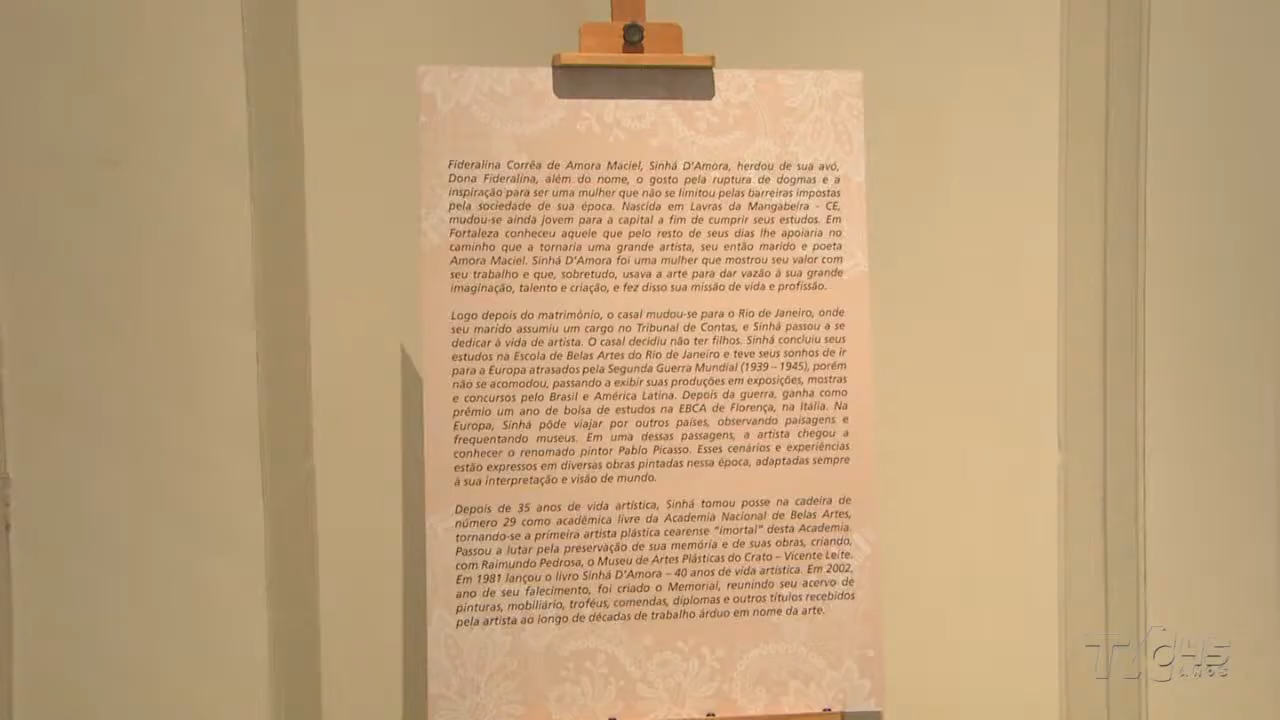 Fideralina Corrêa de Amora Maciel, Sinhá D'Amora, herdou de sua avó,
Dona Fideralina, além do nome, o gosto pela ruptura de dogmas e a
inspiração para ser uma mulher que não se limitou pelas barreiras impostas
pela sociedade de sua época. Nascida em Lavras da Mangabeira - CE,
mudou-se ainda jovem para a capital a fim de cumprir seus estudos. Em
Fortaleza conheceu aquele que pelo resto de seus dias lhe apoiaria no
caminho que a tornaria uma grande artista, seu então marido e poeta
Amora Maciel. Sinhá D'Amora foi uma mulher que mostrou seu valor com
seu trabalho e que, sobretudo, usava a arte para dar vazão à sua grande
imaginação, talento e criação, e fez disso sua missão de vida e profissão.
Logo depois do matrimônio, o casal mudou-se para o Rio de Janeiro, onde
seu marido assumiu um cargo no Tribunal de Contas, e Sinhá passou a se
dedicar à vida de artista. O casal decidiu não ter filhos. Sinhá concluiu seus
estudos na Escola de Belas Artes do Rio de Janeiro e teve seus sonhos de ir
para a Europa atrasados pela Segunda Guerra Mundial (1939 – 1945), porém
não se acomodou, passando a exibir suas produções em exposições, mostras
e concursos pelo Brasil e América Latina. Depois da guerra, ganha como
prêmio um ano de bolsa de estudos na EBCA de Florença, na Itália. Na
Europa, Sinhá pôde viajar por outros países, observando paisagens e
frequentando museus. Em uma dessas passagens, a artista chegou a
conhecer o renomado pintor Pablo Picasso. Esses cenários e experiências
estão expressos em diversas obras pintadas nessa época, adaptadas sempre
à sua interpretação e visão de mundo.
Depois de 35 anos de vida artística, Sinhá tomou posse na cadeira de
número 29 como acadêmica livre da Academia Nacional de Belas Artes,
tornando-se a primeira artista plástica cearense "imortal" desta Academia.
Passou a lutar pela preservação de sua memória e de suas obras, criando,
com Raimundo Pedrosa, o Museu de Artes Plásticas do Crato – Vicente Leite.
Em 1981 lançou o livro Sinhá D'Amora – 40 anos de vida artística. Em 2002,
ano de seu falecimento, foi criado o Memorial, reunindo seu acervo de
pinturas, mobiliário, troféus, comendas, diplomas e outros títulos recebidos
pela artista ao longo de décadas de trabalho árduo em nome da arte.
45
anos